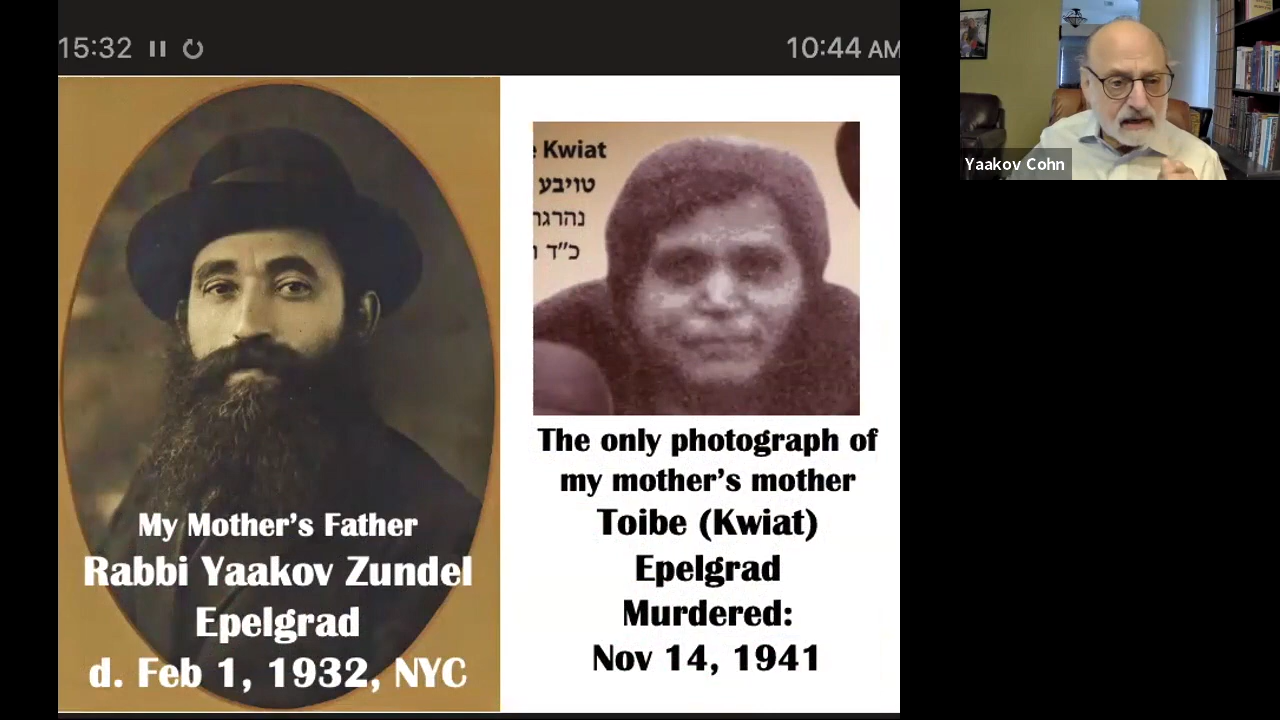 15:32
10:44 AM
Kwiat
טויבע
נהרגה
כ"ד
The only photograph of
my mother's mother
Toibe (Kwiat)
Epelgrad
Murdered:
Nov 14, 1941
My Mother's Father
Rabbi Yaakov Zundel
Epelgrad
d. Feb 1, 1932, NYC
Yaakov Cohn